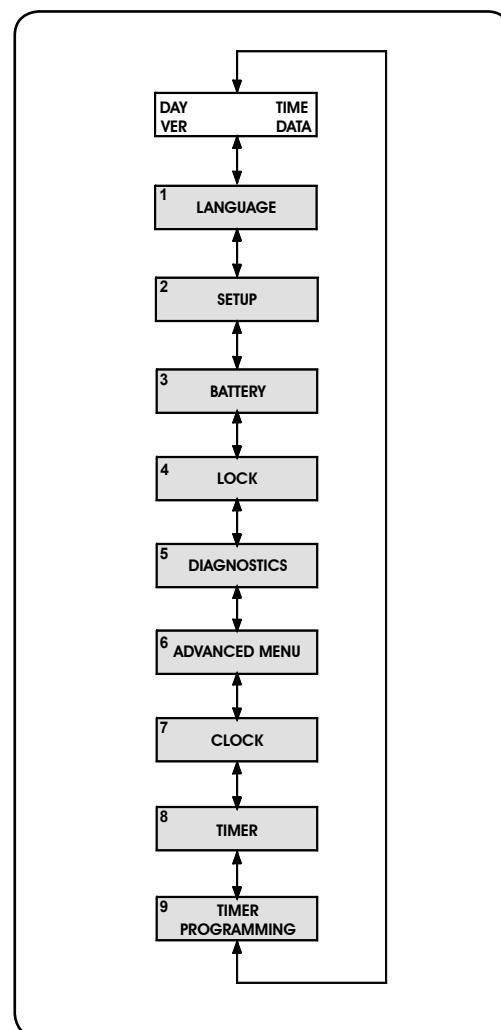 DAY TIME
VER DATA
1 LANGUAGE
2 SETUP
3 BATTERY
4 LOCK
5 DIAGNOSTICS
6 ADVANCED MENU
7 CLOCK
8 TIMER
9 TIMER
PROGRAMMING